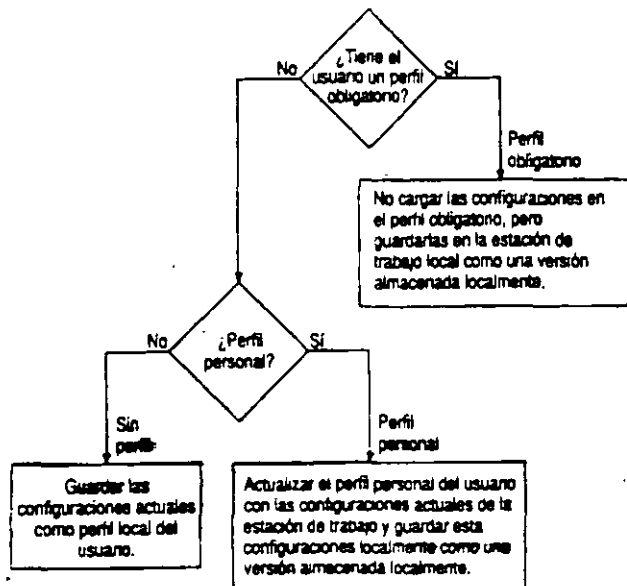 ¿Tiene el
usuario un perfil
obligatorio?
No
Sí
Perfil
obligatorio
No cargar las configuraciones en
el perfil obligatorio, pero
guardarlas en la estación de
trabajo local como una versión
almacenada localmente.
¿Perfil
personal?
No
Sí
Sin
perfil
Perfil
personal
Guardar las
configuraciones actuales
como perfil local del
usuario.
Actualizar el perfil personal del usuario
con las configuraciones actuales de la
estación de trabajo y guardar esta
configuraciones localmente como una
versión almacenada localmente.